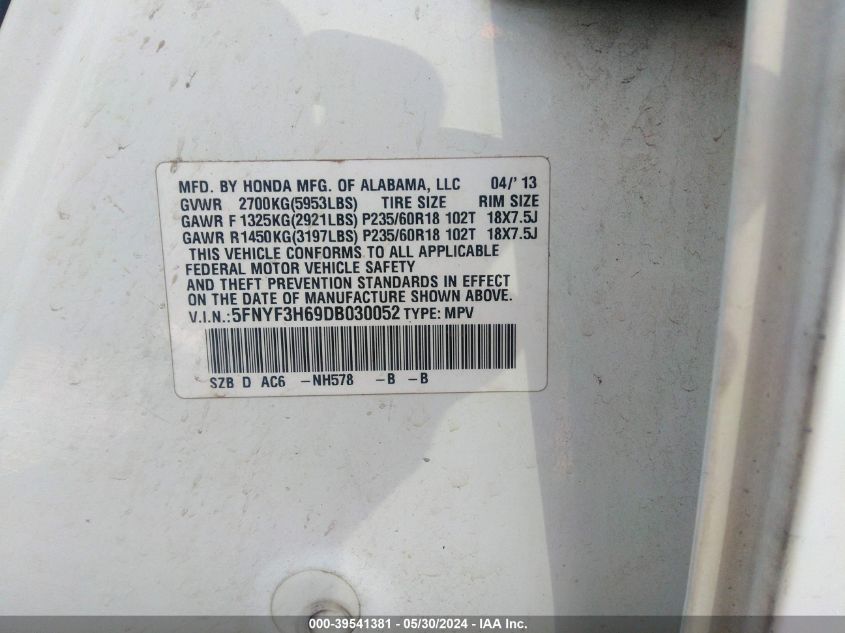 MFD. BY HONDA MFG. OF ALABAMA, LLC 04/'13
GVWR 2700KG(5953LBS) TIRE SIZE RIM SIZE
GAWR F 1325KG(2921LBS) P235/60R18 102T 18X7.5J
GAWR R1450KG(3197LBS) P235/60R18 102T 18X7.5J
THIS VEHICLE CONFORMS TO ALL APPLICABLE
FEDERAL MOTOR VEHICLE SAFETY
AND THEFT PREVENTION STANDARDS IN EFFECT
ON THE DATE OF MANUFACTURE SHOWN ABOVE.
V.I.N.:5FNYF3H69DB030052 TYPE: MPV
SZB D AC6 -NH578 -B -B
000-39541381 - 05/30/2024 - IAA Inc.